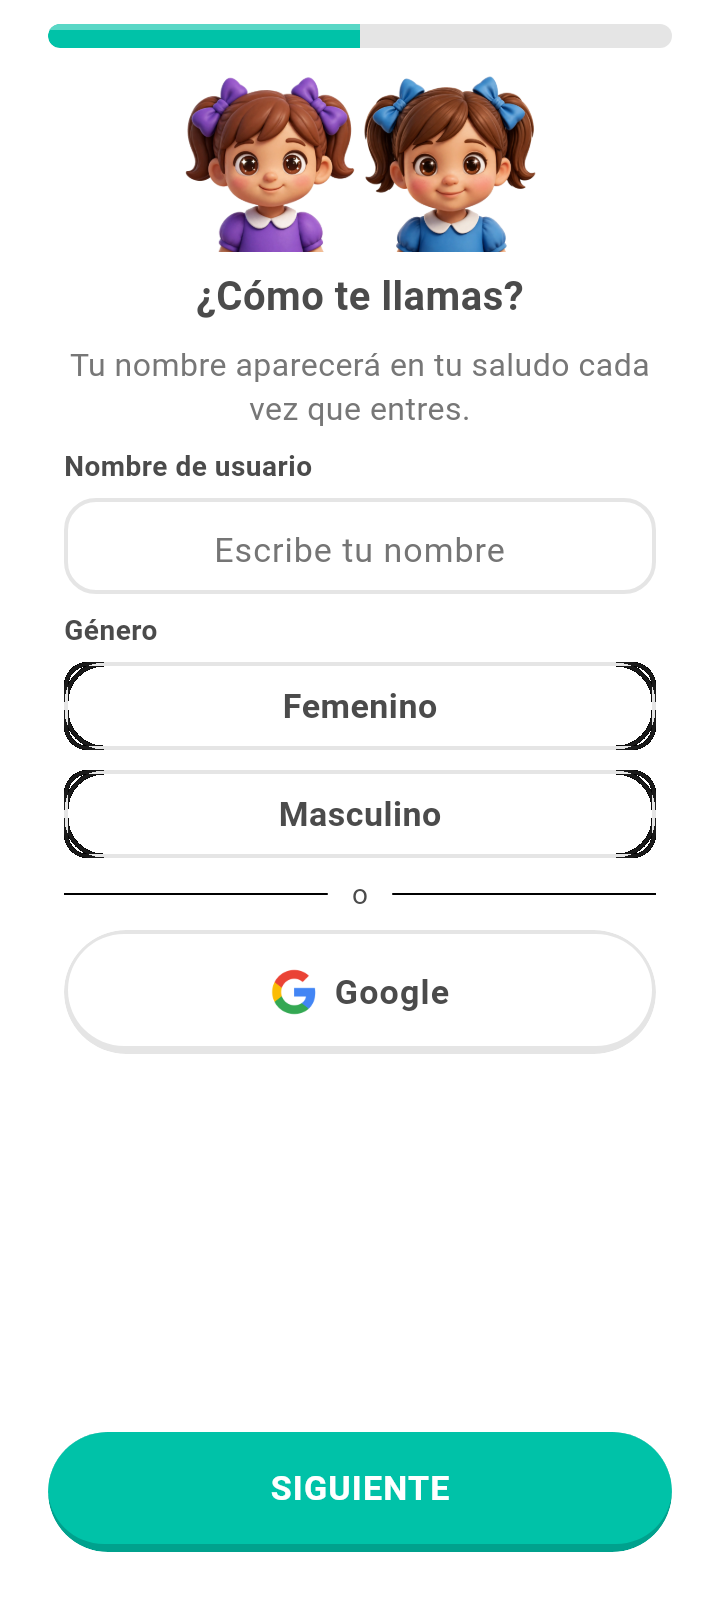 ¿Cómo te llamas?
Tu nombre aparecerá en tu saludo cada
vez que entres.
Nombre de usuario
Escribe tu nombre
Género
Femenino
Masculino
o
Google
SIGUIENTE